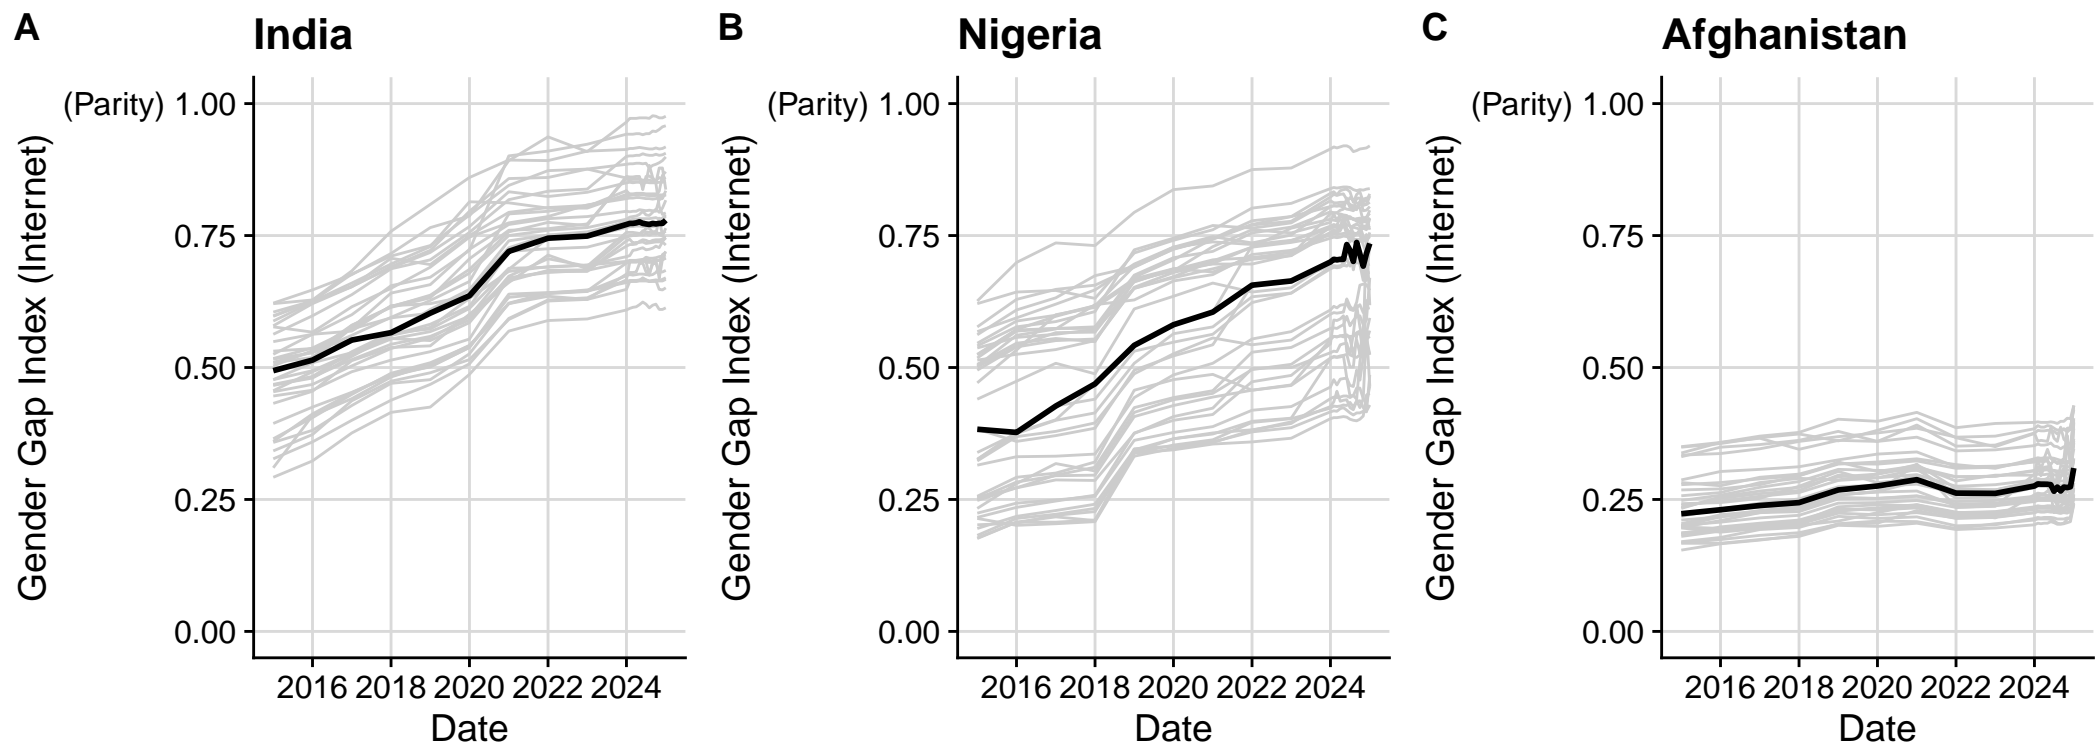 A
India
Gender Gap Index (Internet)
(Parity) 1.00
0.75
0.50
0.25
0.00
2016 2018 2020 2022 2024
Date
B
Nigeria
Gender Gap Index (Internet)
(Parity) 1.00
0.75
0.50
0.25
0.00
2016 2018 2020 2022 2024
Date
C
Afghanistan
Gender Gap Index (Internet)
(Parity) 1.00
0.75
0.50
0.25
0.00
2016 2018 2020 2022 2024
Date